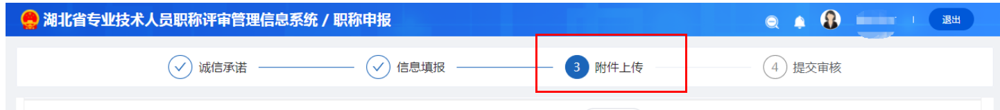 湖北省专业技术人员职称评审管理信息系统 / 职称申报
退出
诚信承诺
信息填报
3 附件上传
4 提交审核